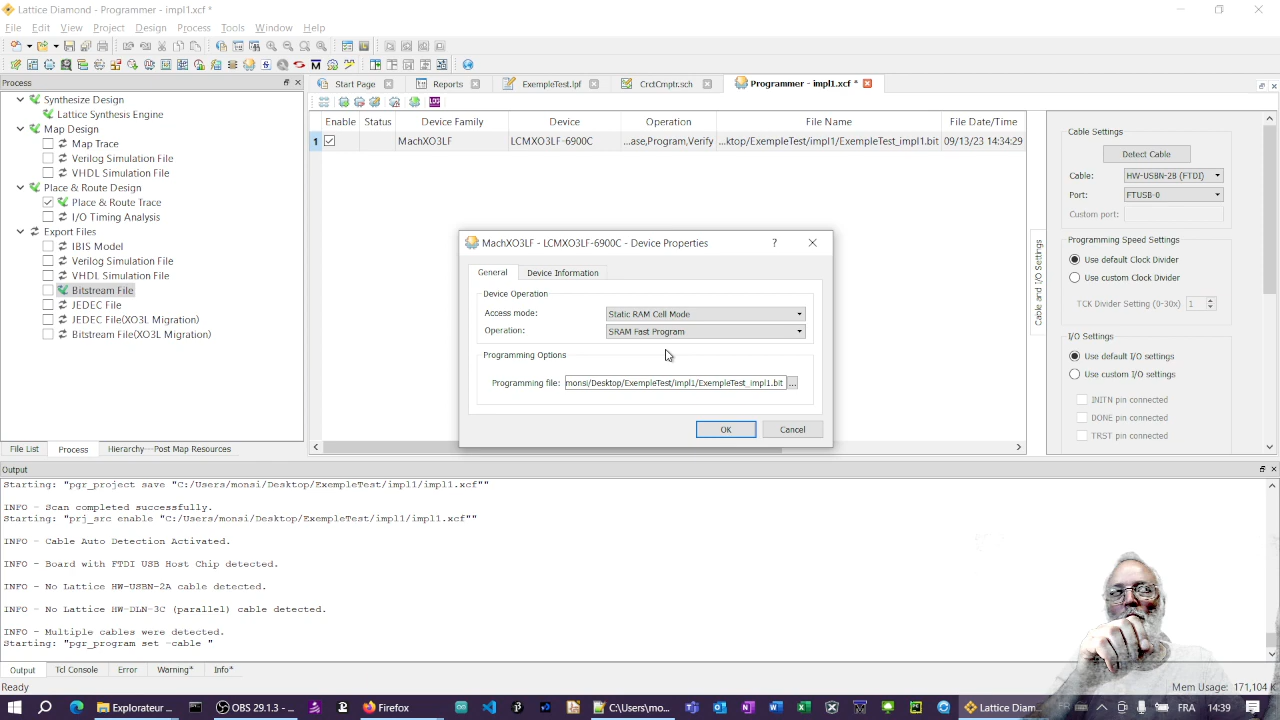 Lattice Diamond - Programmer - impl1.xcf *
File Edit View Project Design Process Tools Window Help
Process
Start Page
Reports
ExempleTest.lpf
CrctCmptr.sch
Programmer - impl1.xcf *
Synthesize Design
Lattice Synthesis Engine
Map Design
Map Trace
Verilog Simulation File
VHDL Simulation File
Place & Route Design
Place & Route Trace
I/O Timing Analysis
Export Files
IBIS Model
Verilog Simulation File
VHDL Simulation File
Bitstream File
JEDEC File
JEDEC File(XO3L Migration)
Bitstream File(XO3L Migration)
File List Process Hierarchy Post Map Resources
LOG
Enable Status Device Family Device Operation File Name File Date/Time
1 MachXO3LF LCMXO3LF-6900C ...ase,Program,Verify ...ktop/ExempleTest/impl1/ExempleTest_impl1.bit 09/13/23 14:34:29
MachXO3LF - LCMXO3LF-6900C - Device Properties ?
General Device Information
Device Operation
Access mode: Static RAM Cell Mode
Operation: SRAM Fast Program
Programming Options
Programming file: monsi/Desktop/ExempleTest/impl1/ExempleTest_impl1.bit ...
OK Cancel
Cable and I/O Settings
Cable Settings
Detect Cable
Cable: HW-USBN-2B (FTDI)
Port: FTUSB-0
Custom port:
Programming Speed Settings
Use default Clock Divider
Use custom Clock Divider
TCK Divider Setting (0-30x) 1
I/O Settings
Use default I/O settings
Use custom I/O settings
INITN pin connected
DONE pin connected
TRST pin connected
Output
Starting: "pgr_project save "C:/Users/monsi/Desktop/ExempleTest/impl1/impl1.xcf""
INFO - Scan completed successfully.
Starting: "prj_src enable "C:/Users/monsi/Desktop/ExempleTest/impl1/impl1.xcf""
INFO - Cable Auto Detection Activated.
INFO - Board with FTDI USB Host Chip detected.
INFO - No Lattice HW-USBN-2A cable detected.
INFO - No Lattice HW-DLN-3C (parallel) cable detected.
INFO - Multiple cables were detected.
Starting: "pgr_program set -cable "
Output Tcl Console Error Warning* Info*
Ready
Mem Usage: 171,104 K
Explorateur ...
OBS 29.1.3 - ...
Firefox
C:\Users\mo...
Lattice Diam...
FRA 14:39